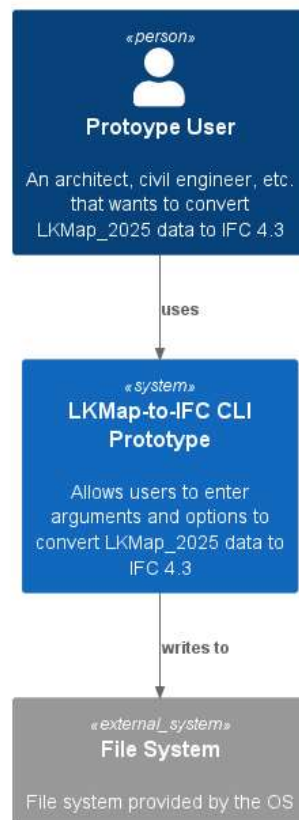 «person»
Protoype User
An architect, civil engineer, etc.
that wants to convert
LKMap_2025 data to IFC 4.3
uses
«system»
LKMap-to-IFC CLI
Prototype
Allows users to enter
arguments and options to
convert LKMap_2025 data to
IFC 4.3
writes to
«external_system»
File System
File system provided by the OS